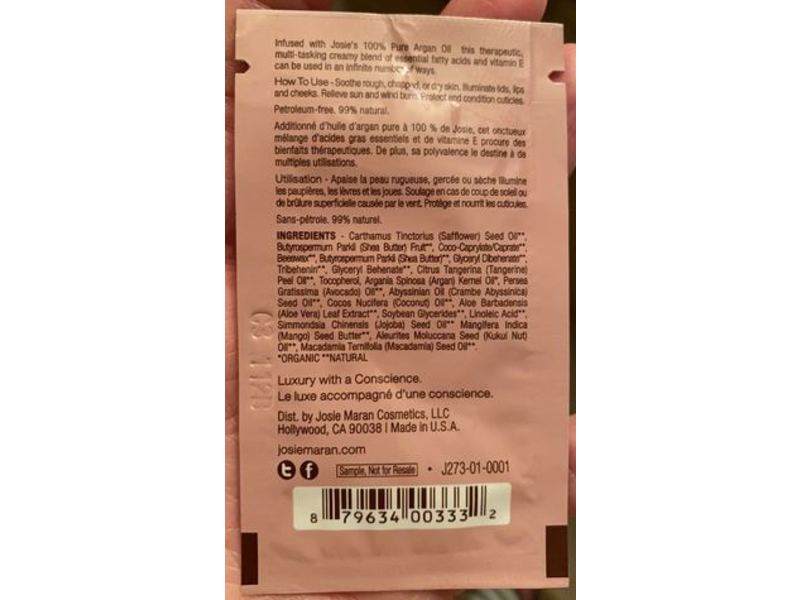 Infused with Josie's 100% Pure Argan Oil this therapeutic,
multi-tasking creamy blend of essential fatty acids and vitamin E
can be used in an infinite number of ways.
How To Use - Soothe rough, chapped, or dry skin. Illuminate lids, lips
and cheeks. Relieve sun and wind burn. Protect and condition cuticles.
Petroleum-free. 99% natural.
Additionné d'huile d'argan pure à 100 % de Josie, cet onctueux
mélange d'acides gras essentiels et de vitamine E procure des
bienfaits thérapeutiques. De plus, sa polyvalence le destine à de
multiples utilisations.
Utilisation - Apaise la peau rugueuse, gercée ou sèche Illumine
les paupières, les lèvres et les joues. Soulage en cas de coup de soleil ou
de brûlure superficielle causée par le vent. Protège et nourrit les cuticules.
Sans-pétrole. 99% naturel.
INGREDIENTS - Carthamus Tinctorius (Safflower) Seed Oil**,
Butyrospermum Parkii (Shea Butter) Fruit**, Coco-Caprylate/Caprate**,
Beeswax**, Butyrospermum Parkii (Shea Butter)**, Glyceryl Dibehenate**,
Tribehenin**, Glyceryl Behenate**, Citrus Tangerina (Tangerine)
Peel Oil**, Tocopherol, Argania Spinosa (Argan) Kernel Oil*, Persea
Gratissima (Avocado) Oil**, Abyssinian Oil (Crambe Abyssinica)
Seed Oil**, Cocos Nucifera (Coconut) Oil**, Aloe Barbadensis
(Aloe Vera) Leaf Extract**, Soybean Glycerides**, Linoleic Acid**,
Simmondsia Chinensis (Jojoba) Seed Oil** Mangifera Indica
(Mango) Seed Butter**, Aleurites Moluccana Seed (Kukui Nut)
Oil**, Macadamia Ternifolia (Macadamia) Seed Oil**.
*ORGANIC **NATURAL
Luxury with a Conscience.
Le luxe accompagné d'une conscience.
Dist. by Josie Maran Cosmetics, LLC
Hollywood, CA 90038 | Made in U.S.A.
josiemaran.com
Sample, Not for Resale • J273-01-0001
8 79634 00333 2